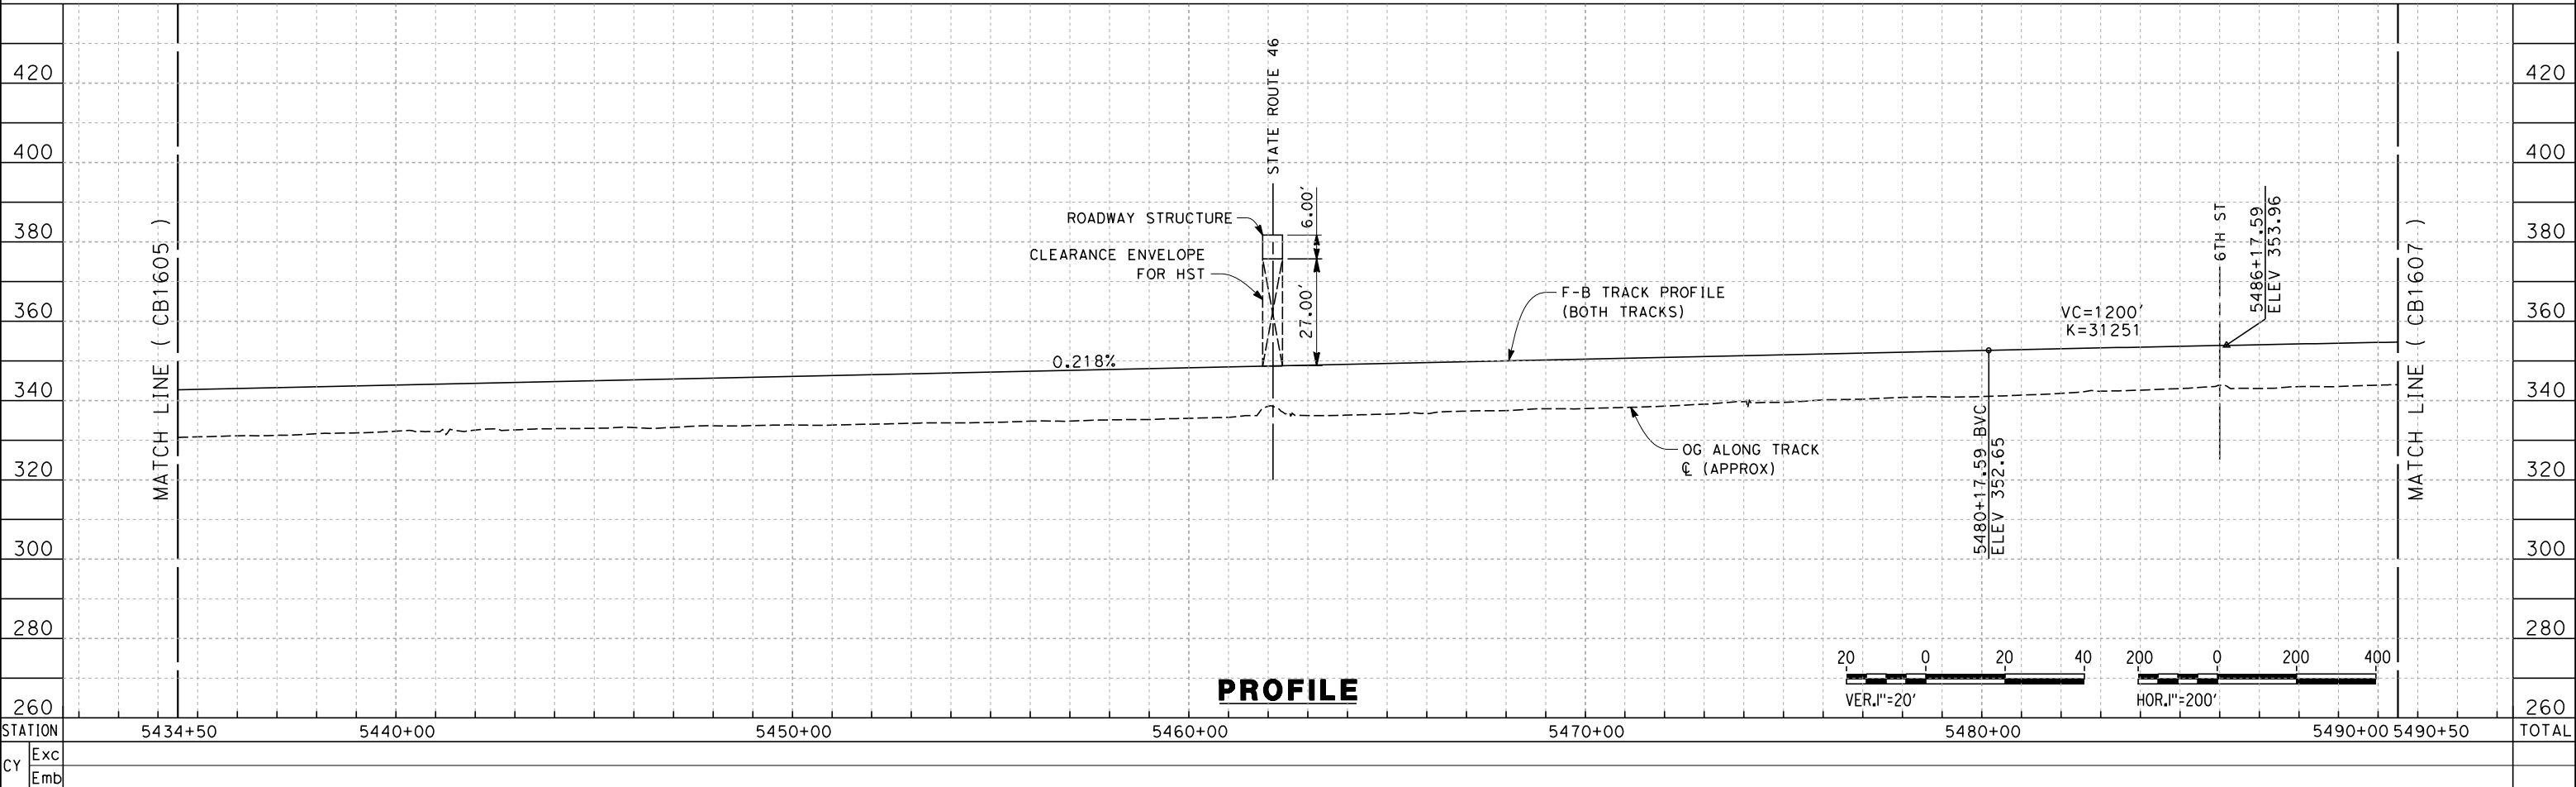 STATE ROUTE 46
420
420
400
400
380
380
360
360
340
340
320
320
300
300
280
280
260
260
MATCH LINE ( CB1605 )
ROADWAY STRUCTURE
CLEARANCE ENVELOPE
FOR HST
6.00'
27.00'
0.218%
F-B TRACK PROFILE
(BOTH TRACKS)
OG ALONG TRACK
℄ (APPROX)
5480+17.59 BVC
ELEV 352.65
VC=1200'
K=31251
6TH ST
5486+17.59
ELEV 353.96
MATCH LINE ( CB1607 )
PROFILE
20 0 20 40
VER.1"=20'
200 0 200 400
HOR.1"=200'
STATION 5434+50 5440+00 5450+00 5460+00 5470+00 5480+00 5490+00 5490+50 TOTAL
CY
Exc
Emb